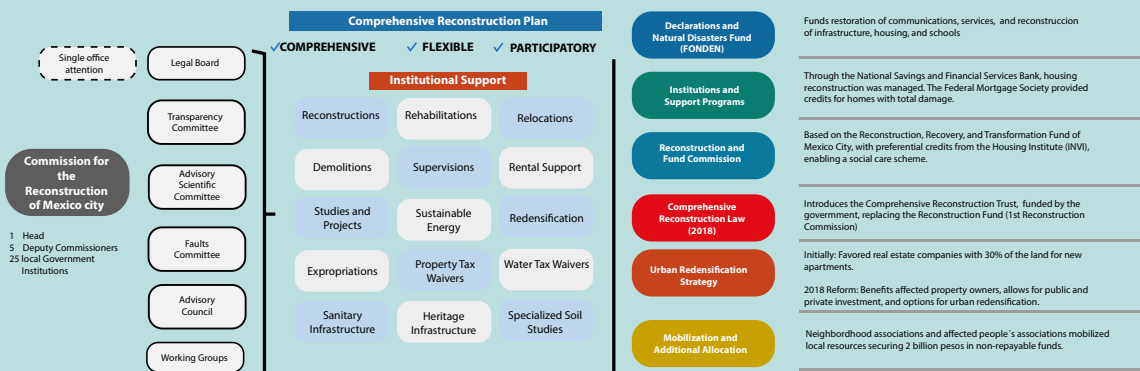 Single office
attention
Legal Board
Transparency
Committee
Commission for
the
Reconstruction
of Mexico city
Advisory
Scientific
Committee
1 Head
5 Deputy Commissioners
25 local Government
Institutions
Faults
Committee
Advisory
Council
Working Groups
Comprehensive Reconstruction Plan
✓COMPREHENSIVE ✓ FLEXIBLE ✓ PARTICIPATORY
Institutional Support
Reconstructions
Rehabilitations
Relocations
Demolitions
Supervisions
Rental Support
Studies and
Projects
Sustainable
Energy
Redensification
Expropriations
Property Tax
Waivers
Water Tax Waivers
Sanitary
Infrastructure
Heritage
Infrastructure
Specialized Soil
Studies
Declarations and
Natural Disasters Fund
(FONDEN)
Funds restoration of communications, services, and reconstruccion
of infrastructure, housing, and schools
Institutions and
Support Programs
Through the National Savings and Financial Services Bank, housing
reconstruction was managed. The Federal Mortgage Society provided
credits for homes with total damage.
Reconstruction and
Fund Commission
Based on the Reconstruction, Recovery, and Transformation Fund of
Mexico City, with preferential credits from the Housing Institute (INVI),
enabling a social care scheme.
Comprehensive
Reconstruction Law
(2018)
Introduces the Comprehensive Reconstruction Trust, funded by the
government, replacing the Reconstruction Fund (1st Reconstruction
Commission)
Urban Redensification
Strategy
Initially: Favored real estate companies with 30% of the land for new
apartments.
2018 Reform: Benefits affected property owners, allows for public and
private investment, and options for urban redensification.
Mobilization and
Additional Allocation
Neighbordhood associations and affected people´s associations mobilized
local resources securing 2 billion pesos in non-repayable funds.